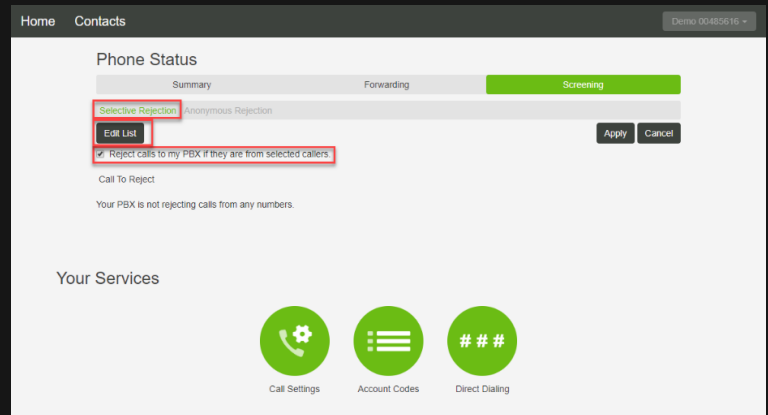 Home Contacts Demo 00485616
Phone Status
Summary Forwarding Screening
Selective Rejection Anonymous Rejection
Edit List Apply Cancel
Reject calls to my PBX if they are from selected callers.
Call To Reject
Your PBX is not rejecting calls from any numbers.
Your Services
# # #
Call Settings Account Codes Direct Dialing